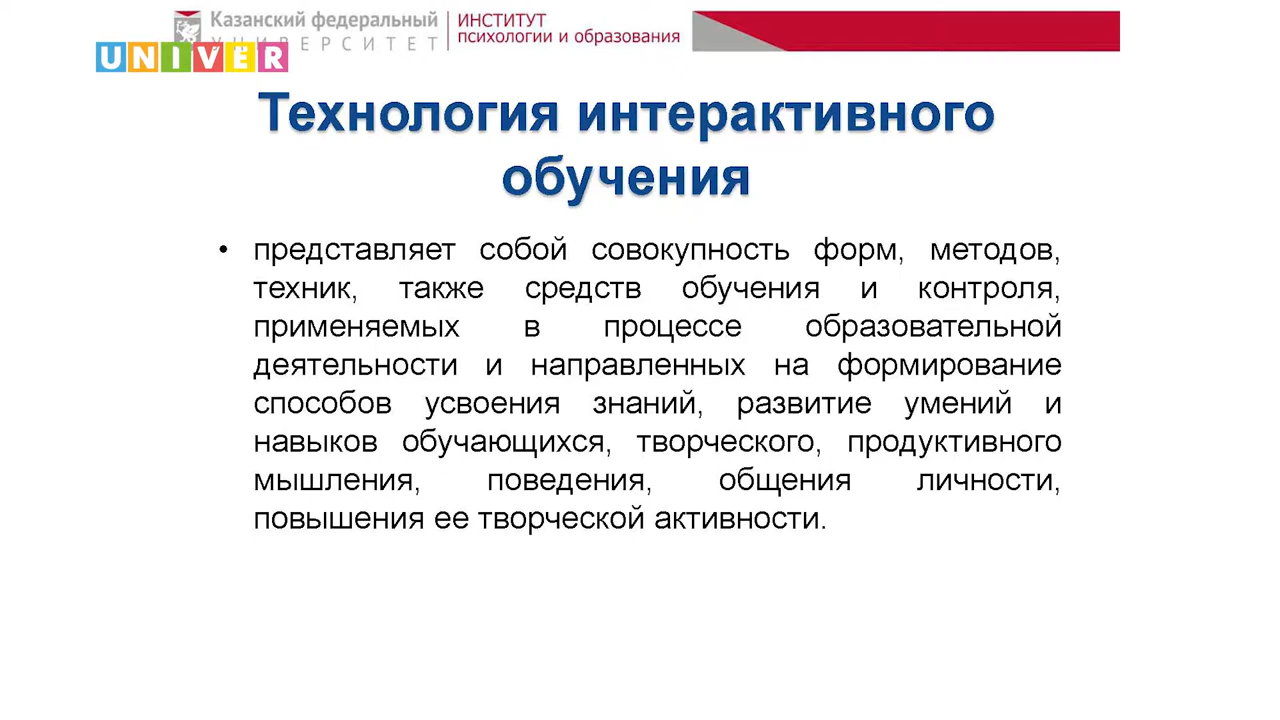 Казанский федеральный
УНИВЕРСИТЕТ
ИНСТИТУТ
психологии и образования
UNIVER
Технология интерактивного
обучения
• представляет собой совокупность форм, методов,
техник, также средств обучения и контроля,
применяемых в процессе образовательной
деятельности и направленных на формирование
способов усвоения знаний, развитие умений и
навыков обучающихся, творческого, продуктивного
мышления, поведения, общения личности,
повышения ее творческой активности.